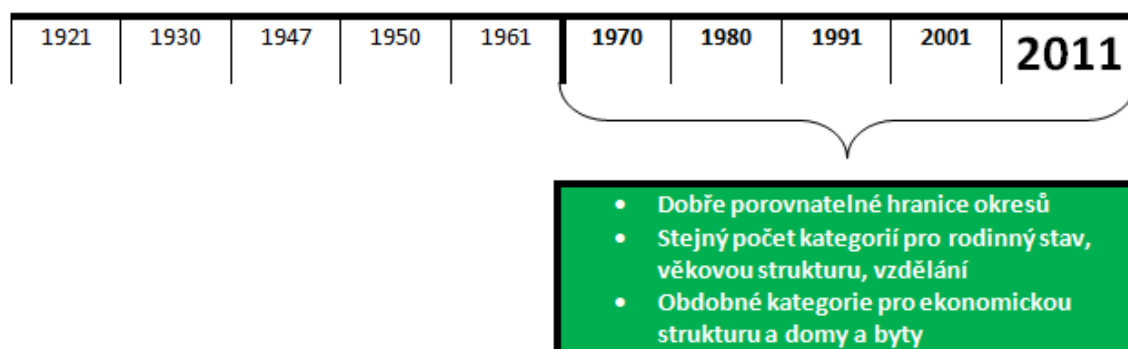 1921 1930 1947 1950 1961 1970 1980 1991 2001 2011
• Dobře porovnatelné hranice okresů
• Stejný počet kategorií pro rodinný stav,
věkovou strukturu, vzdělání
• Obdobné kategorie pro ekonomickou
strukturu a domy a byty